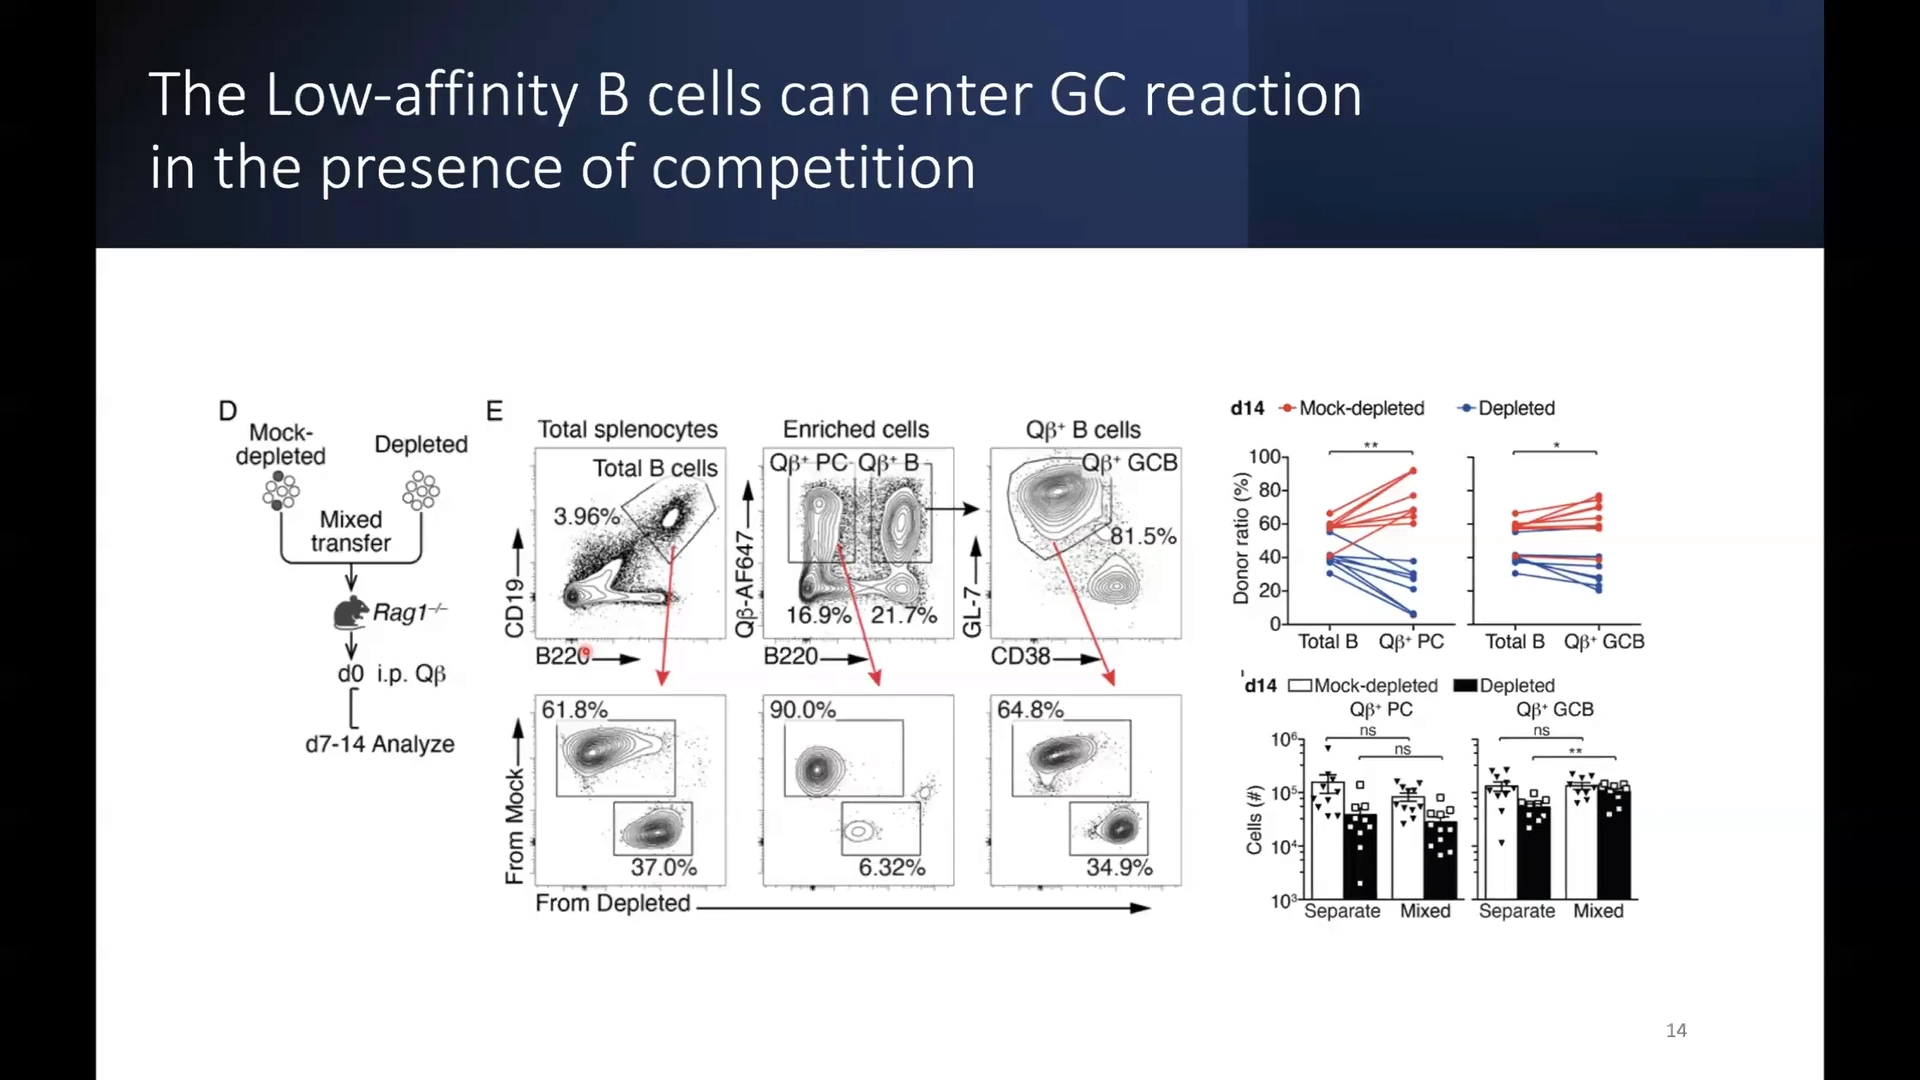 The Low-affinity B cells can enter GC reaction
in the presence of competition
D
Mock-
depleted
Depleted
Mixed
transfer
Rag1⁻/⁻
d0 i.p. Qβ
d7-14 Analyze
E
Total splenocytes
Enriched cells
Qβ⁺ B cells
Total B cells
3.96%
CD19
B220
Qβ⁺ PC
Qβ⁺ B
16.9%
21.7%
Qβ-AF647
B220
Qβ⁺ GCB
81.5%
GL-7
CD38
61.8%
37.0%
90.0%
6.32%
64.8%
34.9%
From Mock
From Depleted
d14 Mock-depleted Depleted
Donor ratio (%)
100
80
60
40
20
0
**
*
Total B Qβ⁺ PC
Total B Qβ⁺ GCB
d14 Mock-depleted Depleted
Qβ⁺ PC
Qβ⁺ GCB
ns
ns
ns
**
Cells (#)
10⁶
10⁵
10⁴
10³
Separate Mixed
Separate Mixed
14